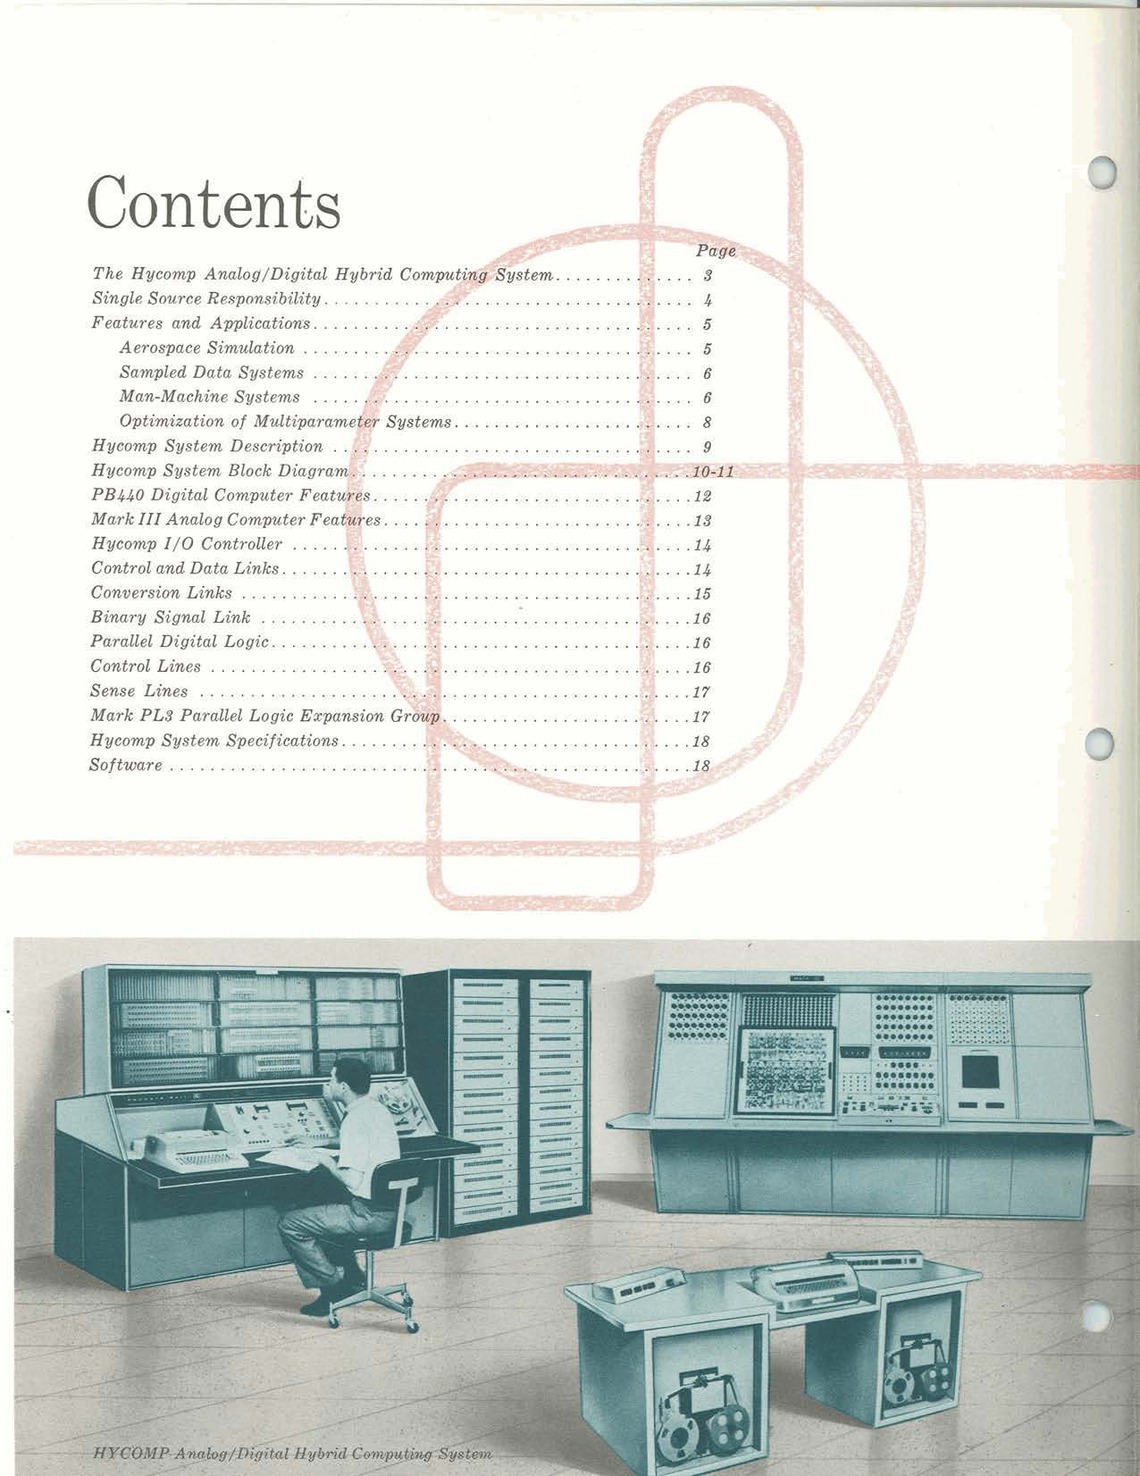 Contents
Page
The Hycomp Analog/Digital Hybrid Computing System............... 3
Single Source Responsibility........................................ 4
Features and Applications......................................... 5
Aerospace Simulation ......................................... 5
Sampled Data Systems ........................................ 6
Man-Machine Systems ........................................ 6
Optimization of Multiparameter Systems......................... 8
Hycomp System Description ....................................... 9
Hycomp System Block Diagram....................................10-11
PB440 Digital Computer Features..................................12
Mark III Analog Computer Features.................................13
Hycomp I/O Controller ...........................................14
Control and Data Links............................................14
Conversion Links ................................................15
Binary Signal Link ..............................................16
Parallel Digital Logic.............................................16
Control Lines ...................................................16
Sense Lines .....................................................17
Mark PL3 Parallel Logic Expansion Group..........................17
Hycomp System Specifications.....................................18
Software .......................................................18
HYCOMP Analog/Digital Hybrid Computing System